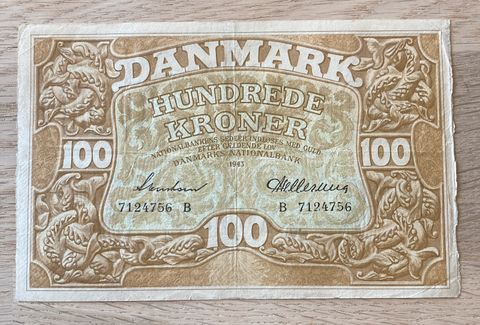 DANMARK
HUNDREDE
KRONER
NATIONALBANKENS SEDLER INDLØSES MED GULD
EFTER GÆLDENDE LOV
DANMARKS NATIONALBANK
1943
100 100
7124756 B B 7124756
100